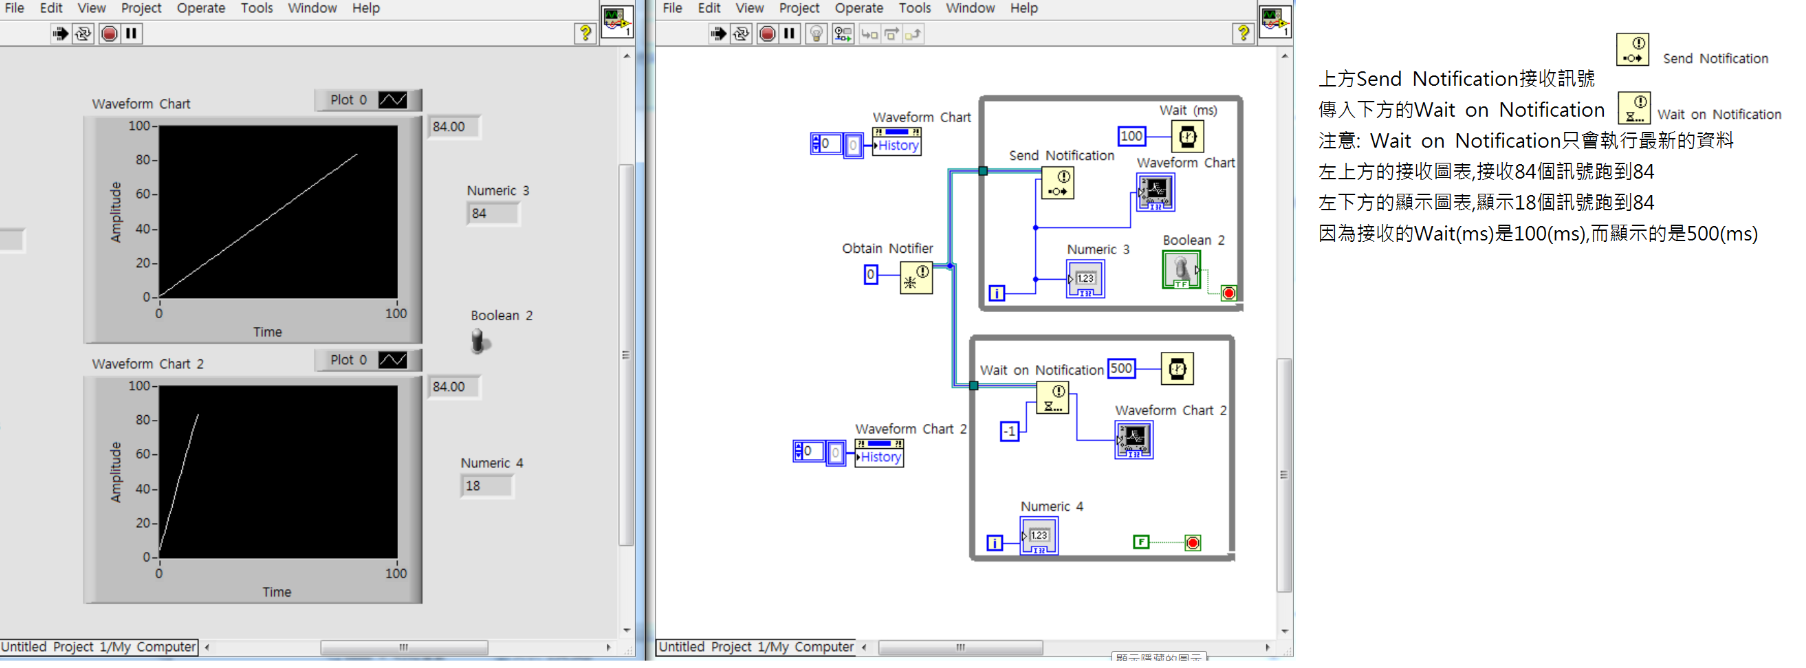 File Edit View Project Operate Tools Window Help
1
Waveform Chart
Plot 0
84.00
100
80
60
40
20
0
Amplitude
0
100
Time
Numeric 3
84
Boolean 2
Waveform Chart 2
Plot 0
84.00
100
80
60
40
20
0
Amplitude
0
100
Time
Numeric 4
18
Untitled Project 1/My Computer
File Edit View Project Operate Tools Window Help
1
Waveform Chart
0
0
History
Wait (ms)
100
Send Notification
Waveform Chart
Obtain Notifier
0
Numeric 3
1.23
Boolean 2
TF
i
Wait on Notification
500
-1
Waveform Chart 2
Waveform Chart 2
0
0
History
Numeric 4
1.23
i
F
Untitled Project 1/My Computer
顯示隱藏的圖示
Send Notification
上方Send Notification接收訊號
傳入下方的Wait on Notification
Wait on Notification
注意: Wait on Notification只會執行最新的資料
左上方的接收圖表,接收84個訊號跑到84
左下方的顯示圖表,顯示18個訊號跑到84
因為接收的Wait(ms)是100(ms),而顯示的是500(ms)